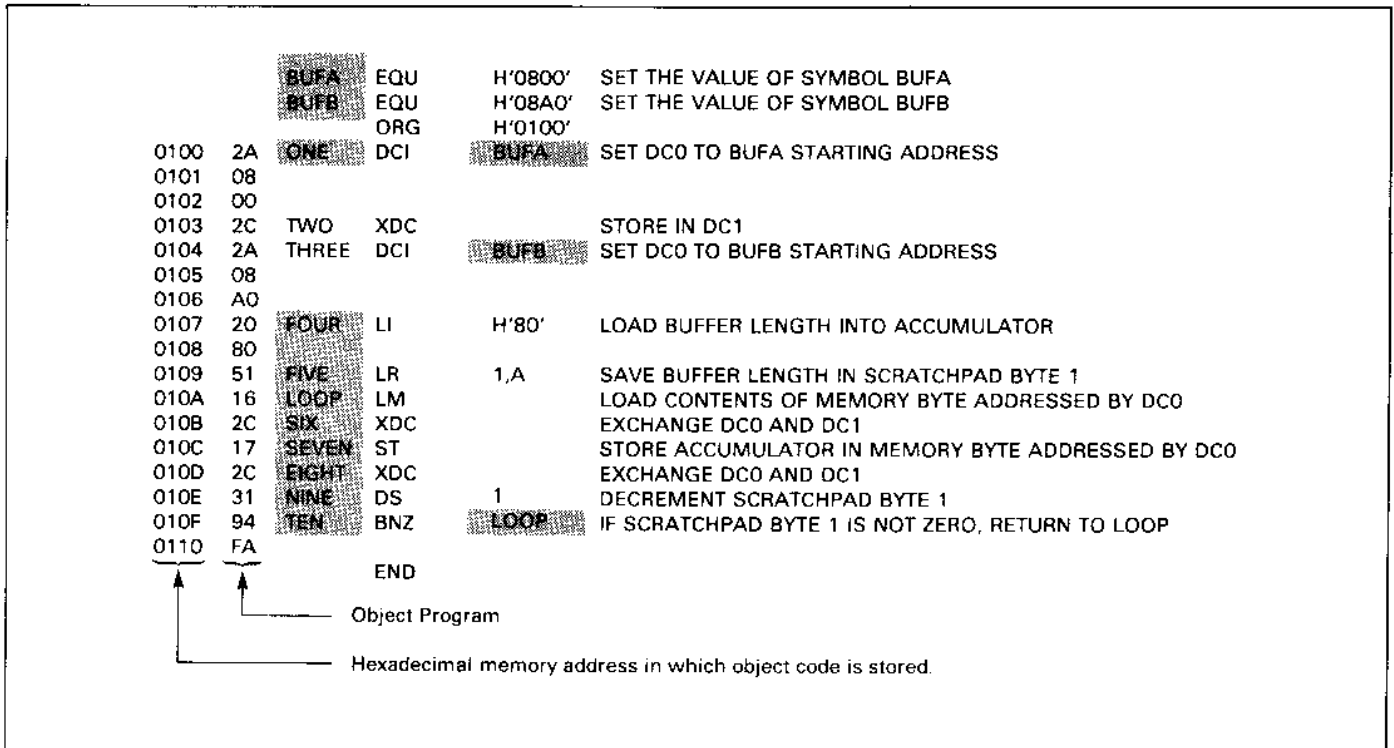 BUFA EQU H'0800' SET THE VALUE OF SYMBOL BUFA
BUFB EQU H'08A0' SET THE VALUE OF SYMBOL BUFB
ORG H'0100'
0100 2A ONE DCI BUFA SET DC0 TO BUFA STARTING ADDRESS
0101 08
0102 00
0103 2C TWO XDC STORE IN DC1
0104 2A THREE DCI BUFB SET DC0 TO BUFB STARTING ADDRESS
0105 08
0106 A0
0107 20 FOUR LI H'80' LOAD BUFFER LENGTH INTO ACCUMULATOR
0108 80
0109 51 FIVE LR 1,A SAVE BUFFER LENGTH IN SCRATCHPAD BYTE 1
010A 16 LOOP LM LOAD CONTENTS OF MEMORY BYTE ADDRESSED BY DC0
010B 2C SIX XDC EXCHANGE DC0 AND DC1
010C 17 SEVEN ST STORE ACCUMULATOR IN MEMORY BYTE ADDRESSED BY DC0
010D 2C EIGHT XDC EXCHANGE DC0 AND DC1
010E 31 NINE DS 1 DECREMENT SCRATCHPAD BYTE 1
010F 94 TEN BNZ LOOP IF SCRATCHPAD BYTE 1 IS NOT ZERO, RETURN TO LOOP
0110 FA
END
Object Program
Hexadecimal memory address in which object code is stored.